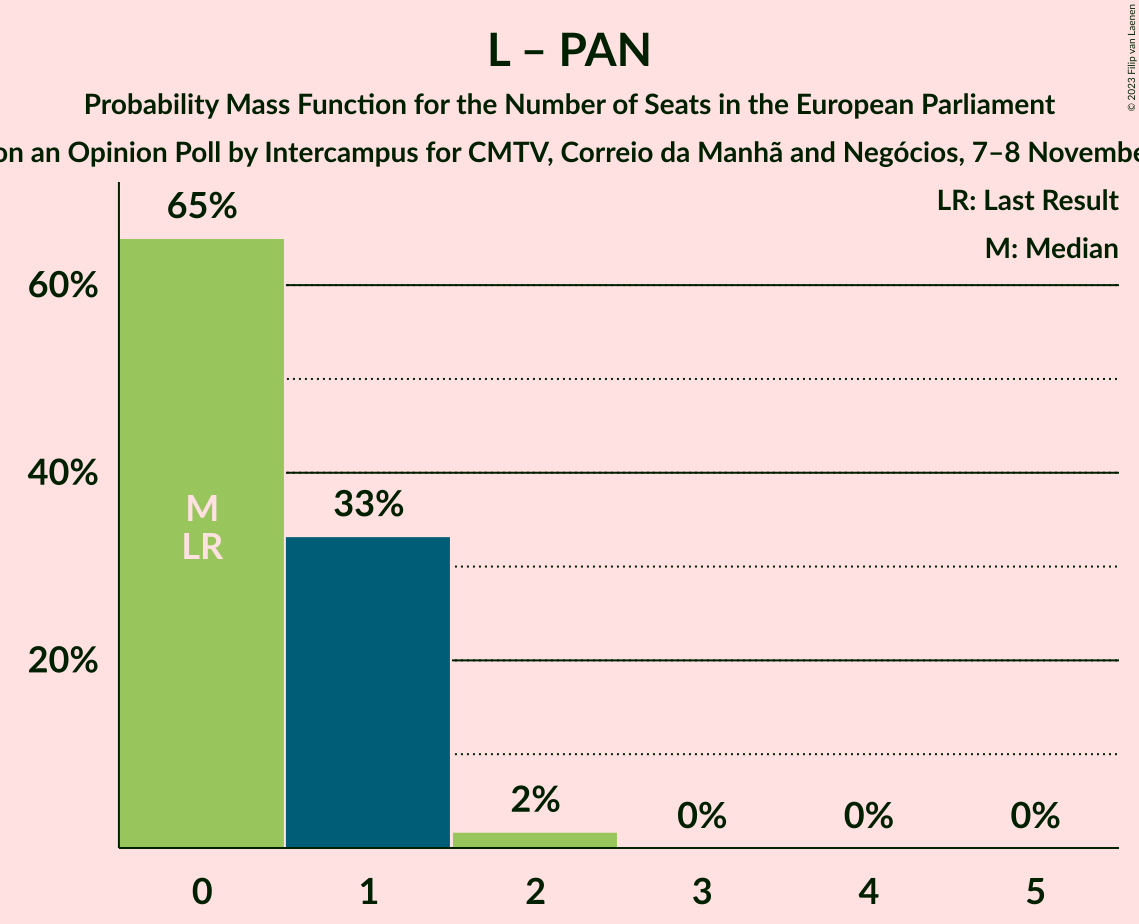 L – PAN
Probability Mass Function for the Number of Seats in the European Parliament
on an Opinion Poll by Intercampus for CMTV, Correio da Manhã and Negócios, 7–8
© 2023 Filip van Laenen
LR: Last Result
M: Median
65%
60%
40%
M
LR
33%
20%
2%
0%
0%
0%
0
1
2
3
4
5